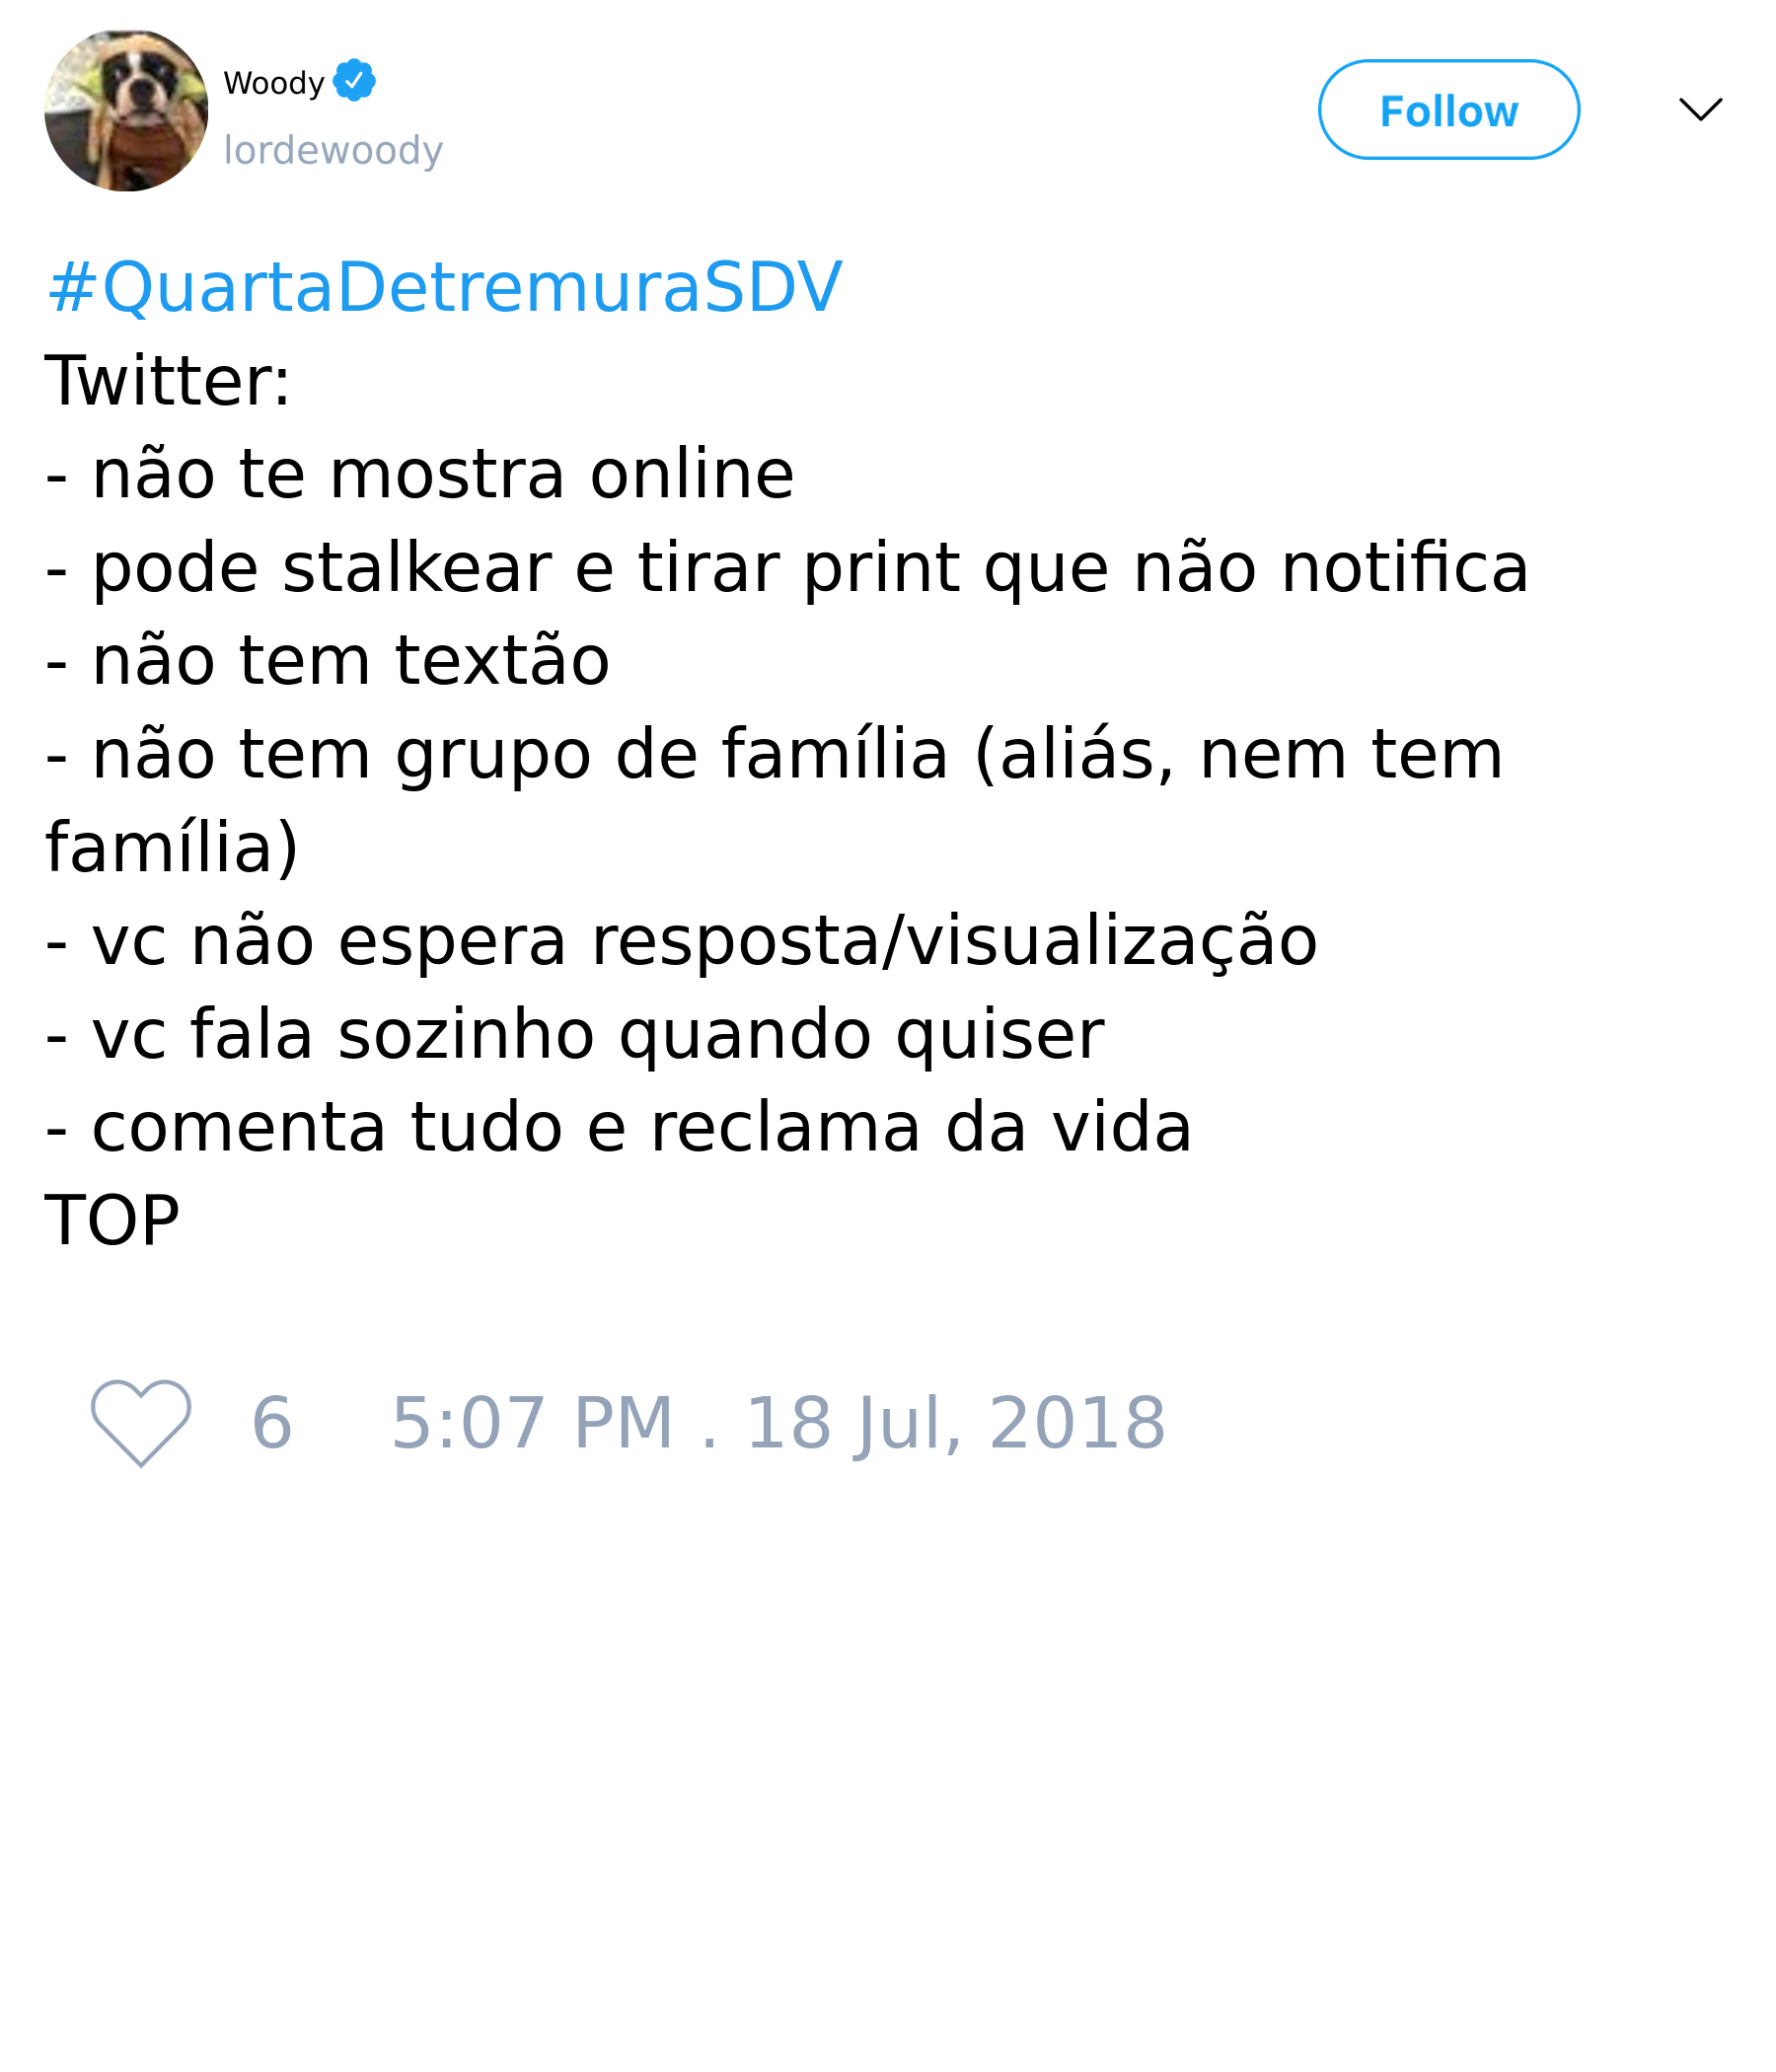 Woody
lordewoody
Follow
#QuartaDetremuraSDV
Twitter:
- não te mostra online
- pode stalkear e tirar print que não notifica
- não tem textão
- não tem grupo de família (aliás, nem tem
família)
- vc não espera resposta/visualização
- vc fala sozinho quando quiser
- comenta tudo e reclama da vida
TOP
6 5:07 PM . 18 Jul, 2018